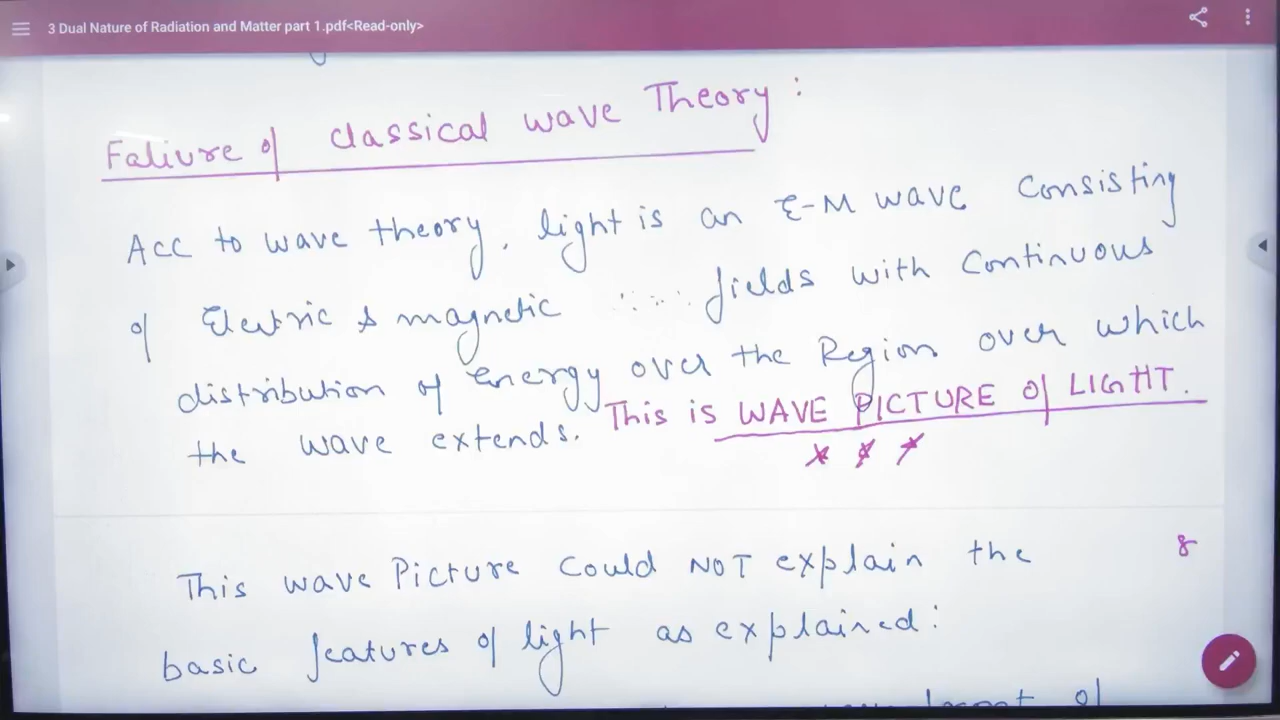 3 Dual Nature of Radiation and Matter part 1.pdf<Read-only>
Faliure of classical wave Theory :
Acc to wave theory, light is an E-M wave consisting
of Electric & magnetic fields with continuous
distribution of energy over the Region over which
the wave extends. This is WAVE PICTURE of LIGHT.
* * *
8
This wave Picture could NOT explain the
basic features of light as explained :
of